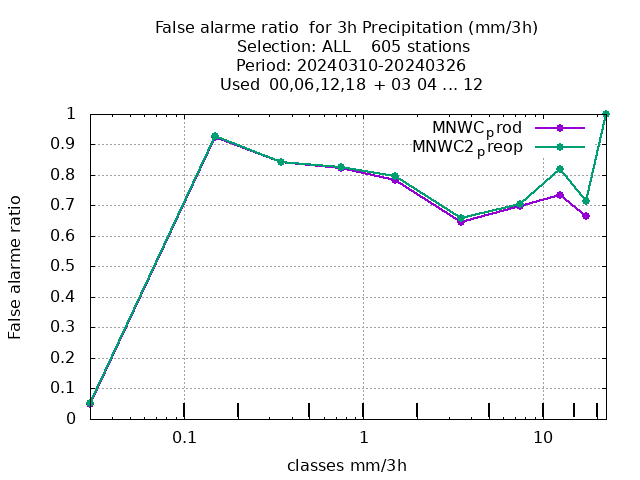 False alarme ratio  for 3h Precipitation (mm/3h)
Selection: ALL    605 stations
Period: 20240310-20240326
Used  00,06,12,18  + 03 04 ... 12
MNWCprod
MNWC2preop
1
0.9
0.8
0.7
0.6
0.5
0.4
0.3
0.2
0.1
0
False alarme ratio
0.1 1 10
classes mm/3h